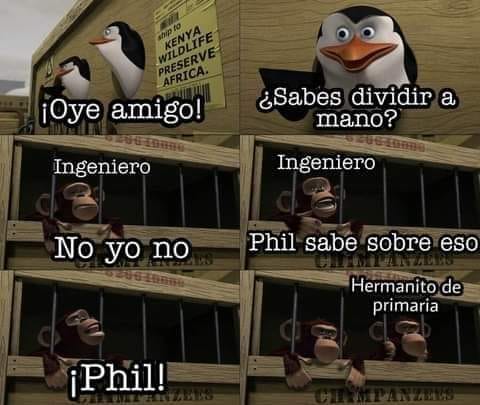 ship to
KENYA
WILDLIFE
PRESERVE
AFRICA.
¡Oye amigo!
¿Sabes dividir a
mano?
Ingeniero
No yo no
Ingeniero
Phil sabe sobre eso
CHIMPANZEES
¡Phil!
Hermanito de
primaria
CHIMPANZEES